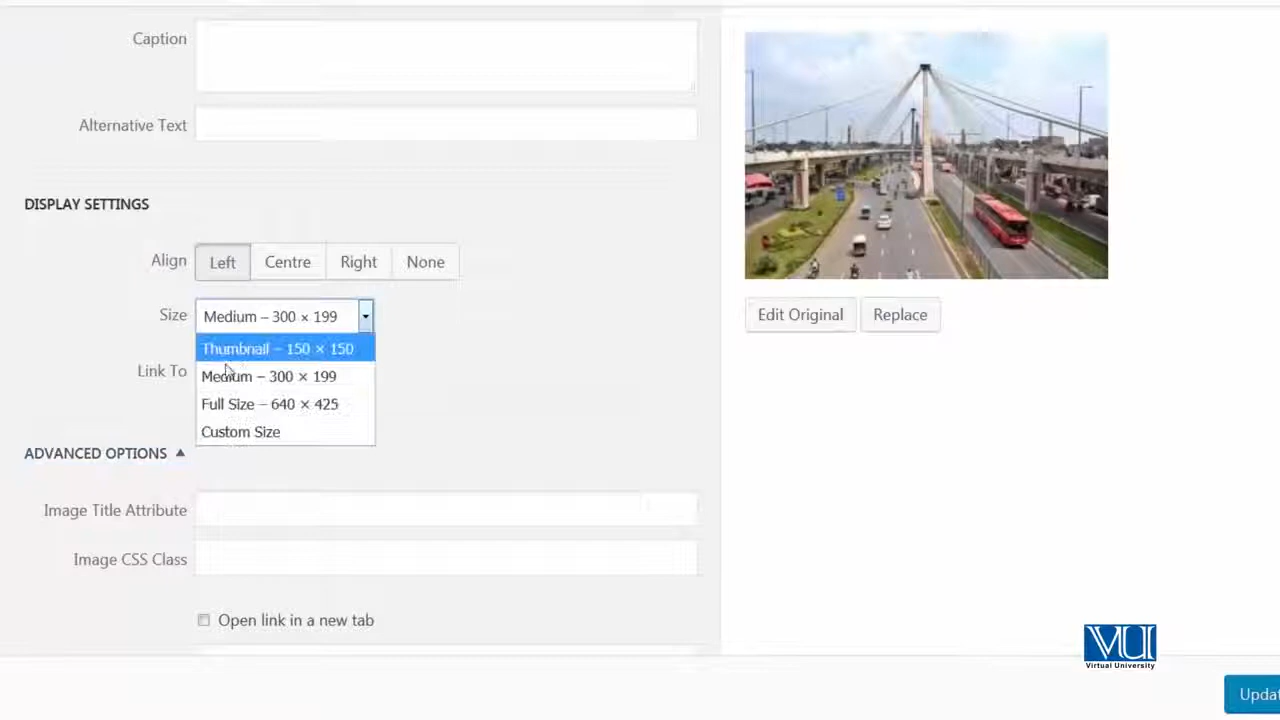 Caption
Alternative Text
DISPLAY SETTINGS
Align Left Centre Right None
Size Medium – 300 × 199
Thumbnail – 150 × 150
Link To
Medium – 300 × 199
Full Size – 640 × 425
Custom Size
ADVANCED OPTIONS
Image Title Attribute
Image CSS Class
Open link in a new tab
Edit Original Replace
VU
Virtual University